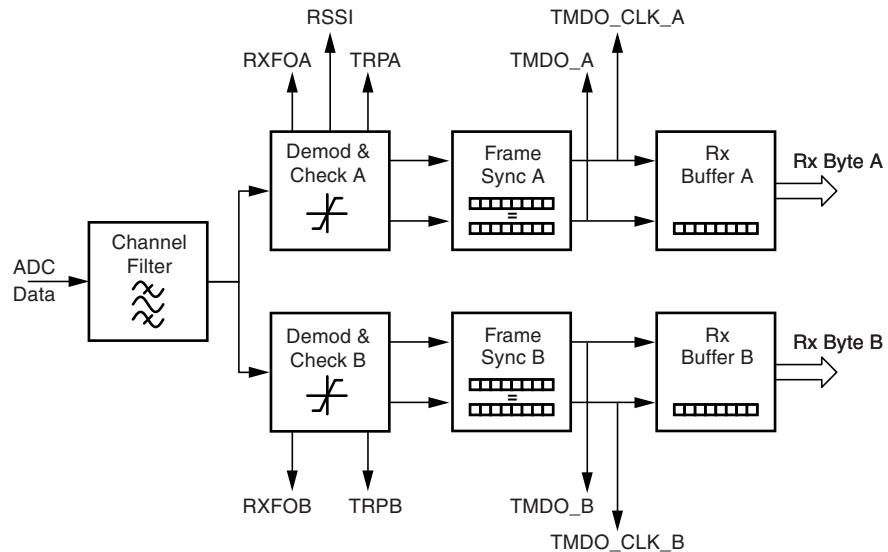 RSSI
TMDO_CLK_A
RXFOA
TRPA
TMDO_A
Demod &
Check A
Frame
Sync A
=
Rx
Buffer A
Rx Byte A
Channel
Filter
ADC
Data
Demod &
Check B
Frame
Sync B
=
Rx
Buffer B
Rx Byte B
RXFOB
TRPB
TMDO_B
TMDO_CLK_B